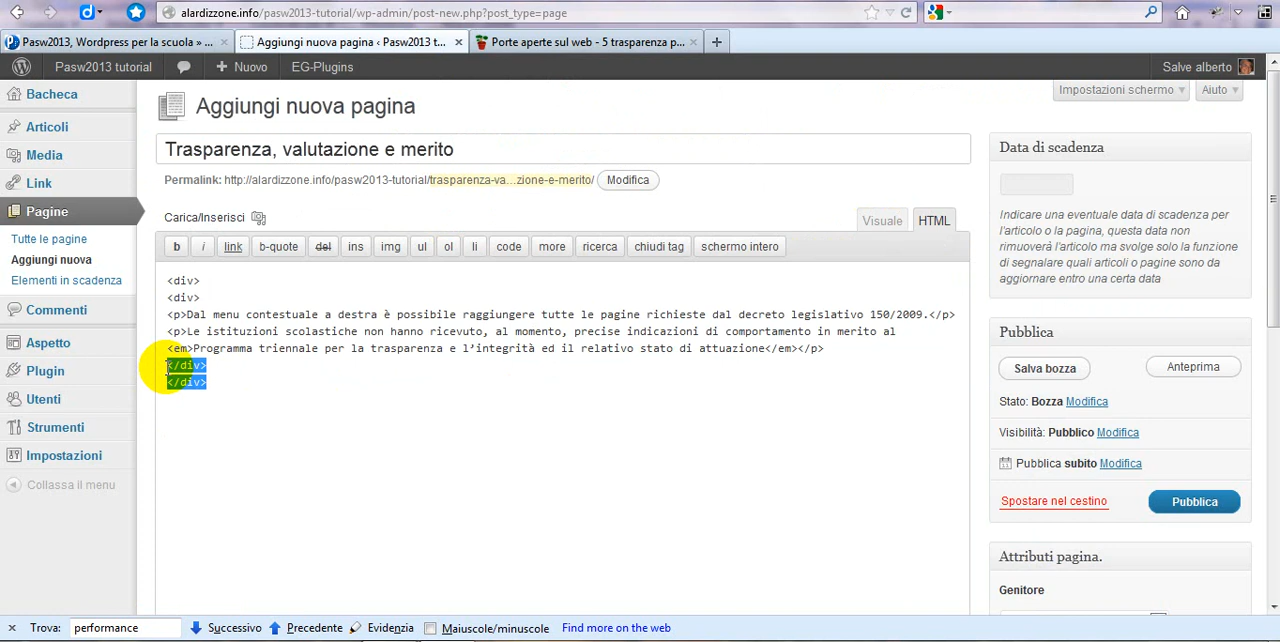 alardizzone.info/pasw2013-tutorial/wp-admin/post-new.php?post_type=page
Pasw2013, Wordpress per la scuola » ...
Aggiungi nuova pagina ‹ Pasw2013 t...
Porte aperte sul web - 5 trasparenza p...
Pasw2013 tutorial
Nuovo
EG-Plugins
Salve alberto
Bacheca
Articoli
Media
Link
Pagine
Tutte le pagine
Aggiungi nuova
Elementi in scadenza
Commenti
Aspetto
Plugin
Utenti
Strumenti
Impostazioni
Collassa il menu
Impostazioni schermo
Aiuto
Aggiungi nuova pagina
Trasparenza, valutazione e merito
Permalink: http://alardizzone.info/pasw2013-tutorial/trasparenza-va...zione-e-merito/ Modifica
Carica/Inserisci
Visuale
HTML
b i link b-quote del ins img ul ol li code more ricerca chiudi tag schermo intero
<div>
<div>
<p>Dal menu contestuale a destra è possibile raggiungere tutte le pagine richieste dal decreto legislativo 150/2009.</p>
<p>Le istituzioni scolastiche non hanno ricevuto, al momento, precise indicazioni di comportamento in merito al
<em>Programma triennale per la trasparenza e l’integrità ed il relativo stato di attuazione</em></p>
</div>
</div>
Data di scadenza
Indicare una eventuale data di scadenza per
l'articolo o la pagina, questa data non
rimuoverà l'articolo ma svolge solo la funzione
di segnalare quali articoli o pagine sono da
aggiornare entro una certa data
Pubblica
Salva bozza
Anteprima
Stato: Bozza Modifica
Visibilità: Pubblico Modifica
Pubblica subito Modifica
Spostare nel cestino
Pubblica
Attributi pagina.
Genitore
Trova: performance
Successivo
Precedente
Evidenzia
Maiuscole/minuscole
Find more on the web